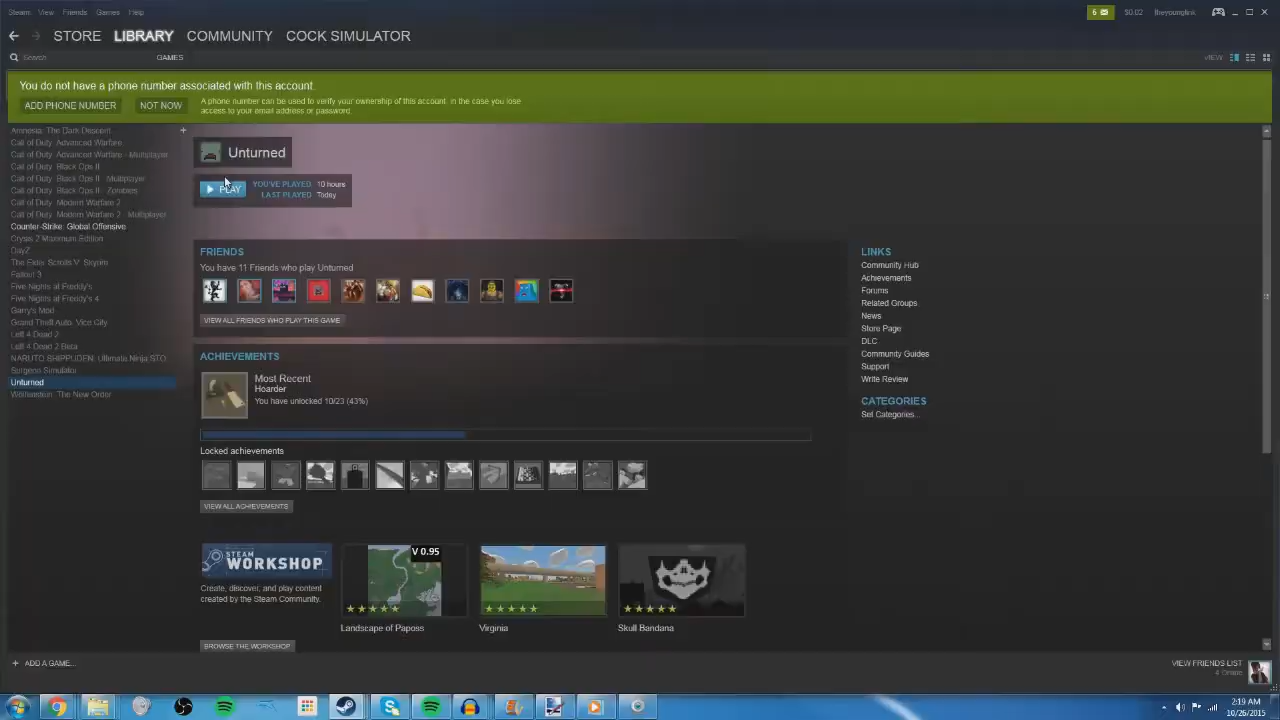 Steam View Friends Games Help
6 $0.02 theyounglink
STORE LIBRARY COMMUNITY COCK SIMULATOR
Search GAMES VIEW
You do not have a phone number associated with this account.
ADD PHONE NUMBER NOT NOW
A phone number can be used to verify your ownership of this account, in the case you lose
access to your email address or password.
Amnesia: The Dark Descent
Call of Duty: Advanced Warfare
Call of Duty: Advanced Warfare - Multiplayer
Call of Duty: Black Ops II
Call of Duty: Black Ops II - Multiplayer
Call of Duty: Black Ops II - Zombies
Call of Duty: Modern Warfare 2
Call of Duty: Modern Warfare 2 - Multiplayer
Counter-Strike: Global Offensive
Crysis 2 Maximum Edition
DayZ
The Elder Scrolls V: Skyrim
Fallout 3
Five Nights at Freddy's
Five Nights at Freddy's 4
Garry's Mod
Grand Theft Auto: Vice City
Left 4 Dead 2
Left 4 Dead 2 Beta
NARUTO SHIPPUDEN: Ultimate Ninja STO
Surgeon Simulator
Unturned
Wolfenstein: The New Order
+ ADD A GAME...
Unturned
PLAY
YOU'VE PLAYED 10 hours
LAST PLAYED Today
FRIENDS
You have 11 Friends who play Unturned
VIEW ALL FRIENDS WHO PLAY THIS GAME
ACHIEVEMENTS
Most Recent
Hoarder
You have unlocked 10/23 (43%)
Locked achievements
VIEW ALL ACHIEVEMENTS
STEAM
WORKSHOP
Create, discover, and play content
created by the Steam Community.
BROWSE THE WORKSHOP
V 0.95
Landscape of Paposs
Virginia
Skull Bandana
LINKS
Community Hub
Achievements
Forums
Related Groups
News
Store Page
DLC
Community Guides
Support
Write Review
CATEGORIES
Set Categories...
VIEW FRIENDS LIST
4 Online
2:19 AM
10/26/2015